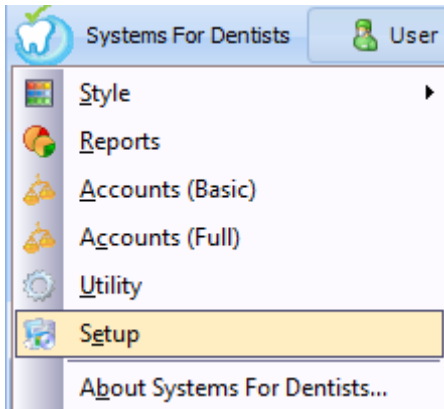 Systems For Dentists User
Style
Reports
Accounts (Basic)
Accounts (Full)
Utility
Setup
About Systems For Dentists...